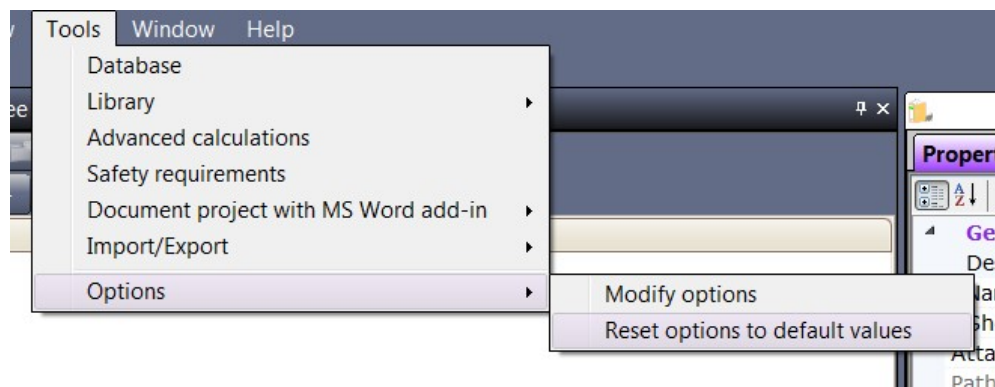 Tools Window Help
Database
Library
Advanced calculations
Safety requirements
Document project with MS Word add-in
Import/Export
Options
Modify options
Reset options to default values
Proper
Ge
De
Path